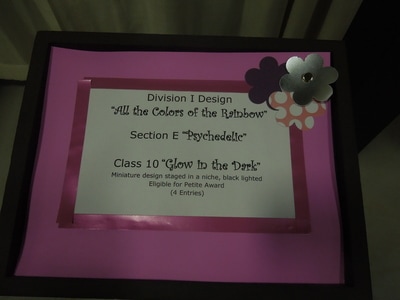 Division I Design
"All the Colors of the Rainbow"
Section E "Psychedelic"
Class 10 "Glow in the Dark"
Miniature design staged in a niche, black lighted
Eligible for Petite Award
(4 Entries)